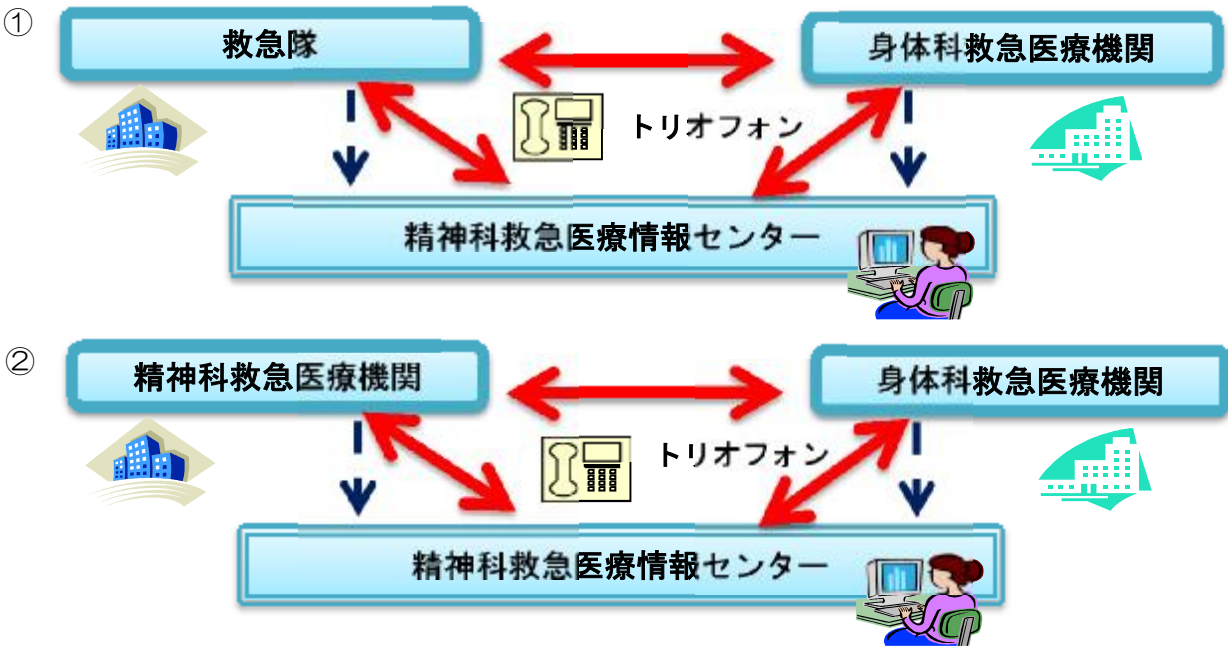 ①
救急隊
身体科救急医療機関
トリオフォン
精神科救急医療情報センター
②
精神科救急医療機関
身体科救急医療機関
トリオフォン
精神科救急医療情報センター